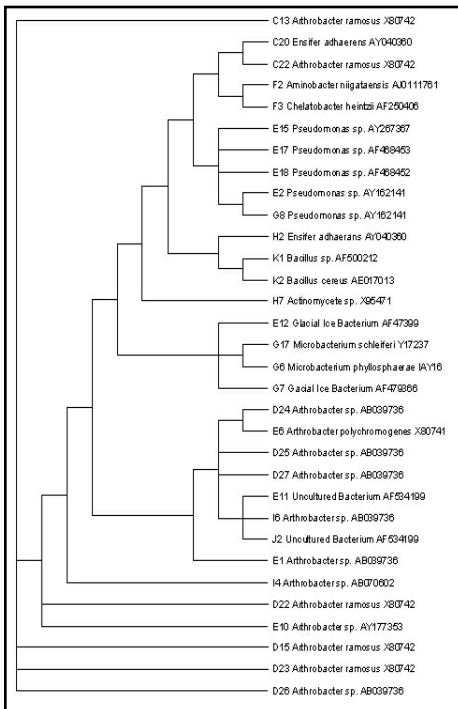 C13 Arthrobacter ramosus X80742
C20 Ensifer adhaerens AY040360
C22 Arthrobacter ramosus X80742
F2 Aminobacter niigataensis AJ0111761
F3 Chelatobacter heintzii AF250406
E15 Pseudomonas sp. AY267367
E17 Pseudomonas sp. AF468453
E18 Pseudomonas sp. AF468452
E2 Pseudomonas sp. AY162141
G8 Pseudomonas sp. AY162141
H2 Ensifer adhaerans AY040360
K1 Bacillus sp. AF500212
K2 Bacillus cereus AE017013
H7 Actinomycete sp. X95471
E12 Glacial Ice Bacterium AF47399
G17 Microbacterium schleiferi Y17237
G6 Microbacterium phyllosphaerae IAY16
G7 Gacial Ice Bacterium AF479366
D24 Arthrobacter sp. AB039736
E6 Arthrobacter polychromogenes X80741
D25 Arthrobacter sp. AB039736
D27 Arthrobacter sp. AB039736
E11 Uncultured Bacterium AF534199
I6 Arthrobacter sp. AB039736
J2 Uncultured Bacterium AF534199
E1 Arthrobacter sp. AB039736
I4 Arthrobacter sp. AB070602
D22 Arthrobacter ramosus X80742
E10 Arthrobacter sp. AY177353
D15 Arthrobacter ramosus X80742
D23 Arthrobacter ramosus X80742
D26 Arthrobacter sp. AB039736